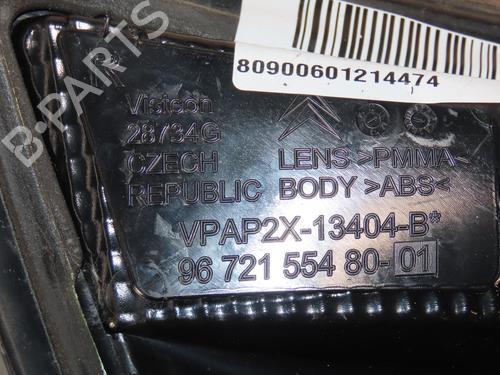 80900601214474
B-PARTS
R
Visteon
28734G
CZECH
REPUBLIC
LENS >PMMA<
BODY >ABS<
VPAP2X-13404-B*
96 721 554 80-01